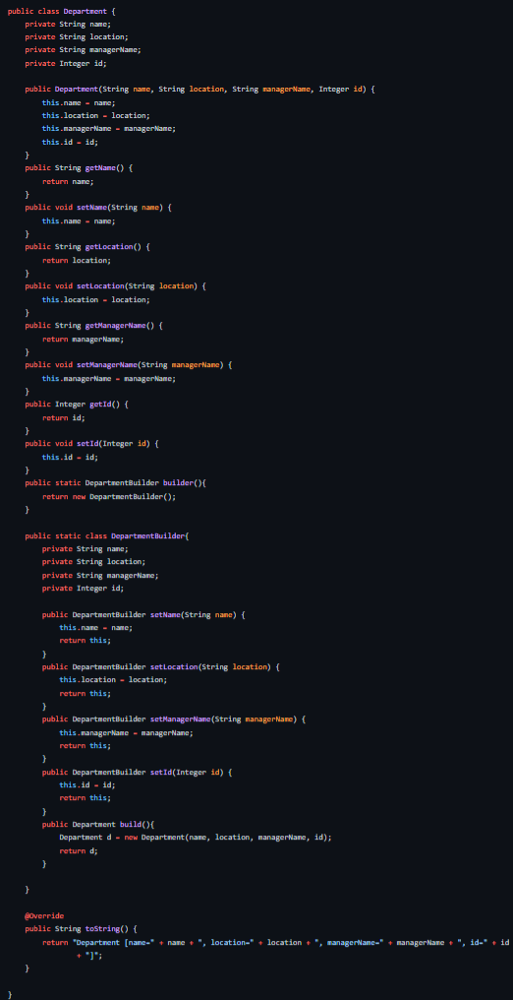 public class Department {
    private String name;
    private String location;
    private String managerName;
    private Integer id;

    public Department(String name, String location, String managerName, Integer id) {
        this.name = name;
        this.location = location;
        this.managerName = managerName;
        this.id = id;
    }
    public String getName() {
        return name;
    }
    public void setName(String name) {
        this.name = name;
    }
    public String getLocation() {
        return location;
    }
    public void setLocation(String location) {
        this.location = location;
    }
    public String getManagerName() {
        return managerName;
    }
    public void setManagerName(String managerName) {
        this.managerName = managerName;
    }
    public Integer getId() {
        return id;
    }
    public void setId(Integer id) {
        this.id = id;
    }
    public static DepartmentBuilder builder(){
        return new DepartmentBuilder();
    }

    public static class DepartmentBuilder{
        private String name;
        private String location;
        private String managerName;
        private Integer id;

        public DepartmentBuilder setName(String name) {
            this.name = name;
            return this;
        }
        public DepartmentBuilder setLocation(String location) {
            this.location = location;
            return this;
        }
        public DepartmentBuilder setManagerName(String managerName) {
            this.managerName = managerName;
            return this;
        }
        public DepartmentBuilder setId(Integer id) {
            this.id = id;
            return this;
        }
        public Department build(){
            Department d = new Department(name, location, managerName, id);
            return d;
        }

    }

    @Override
    public String toString() {
        return "Department [name=" + name + ", location=" + location + ", managerName=" + managerName + ", id=" + id
                + "]";
    }

}